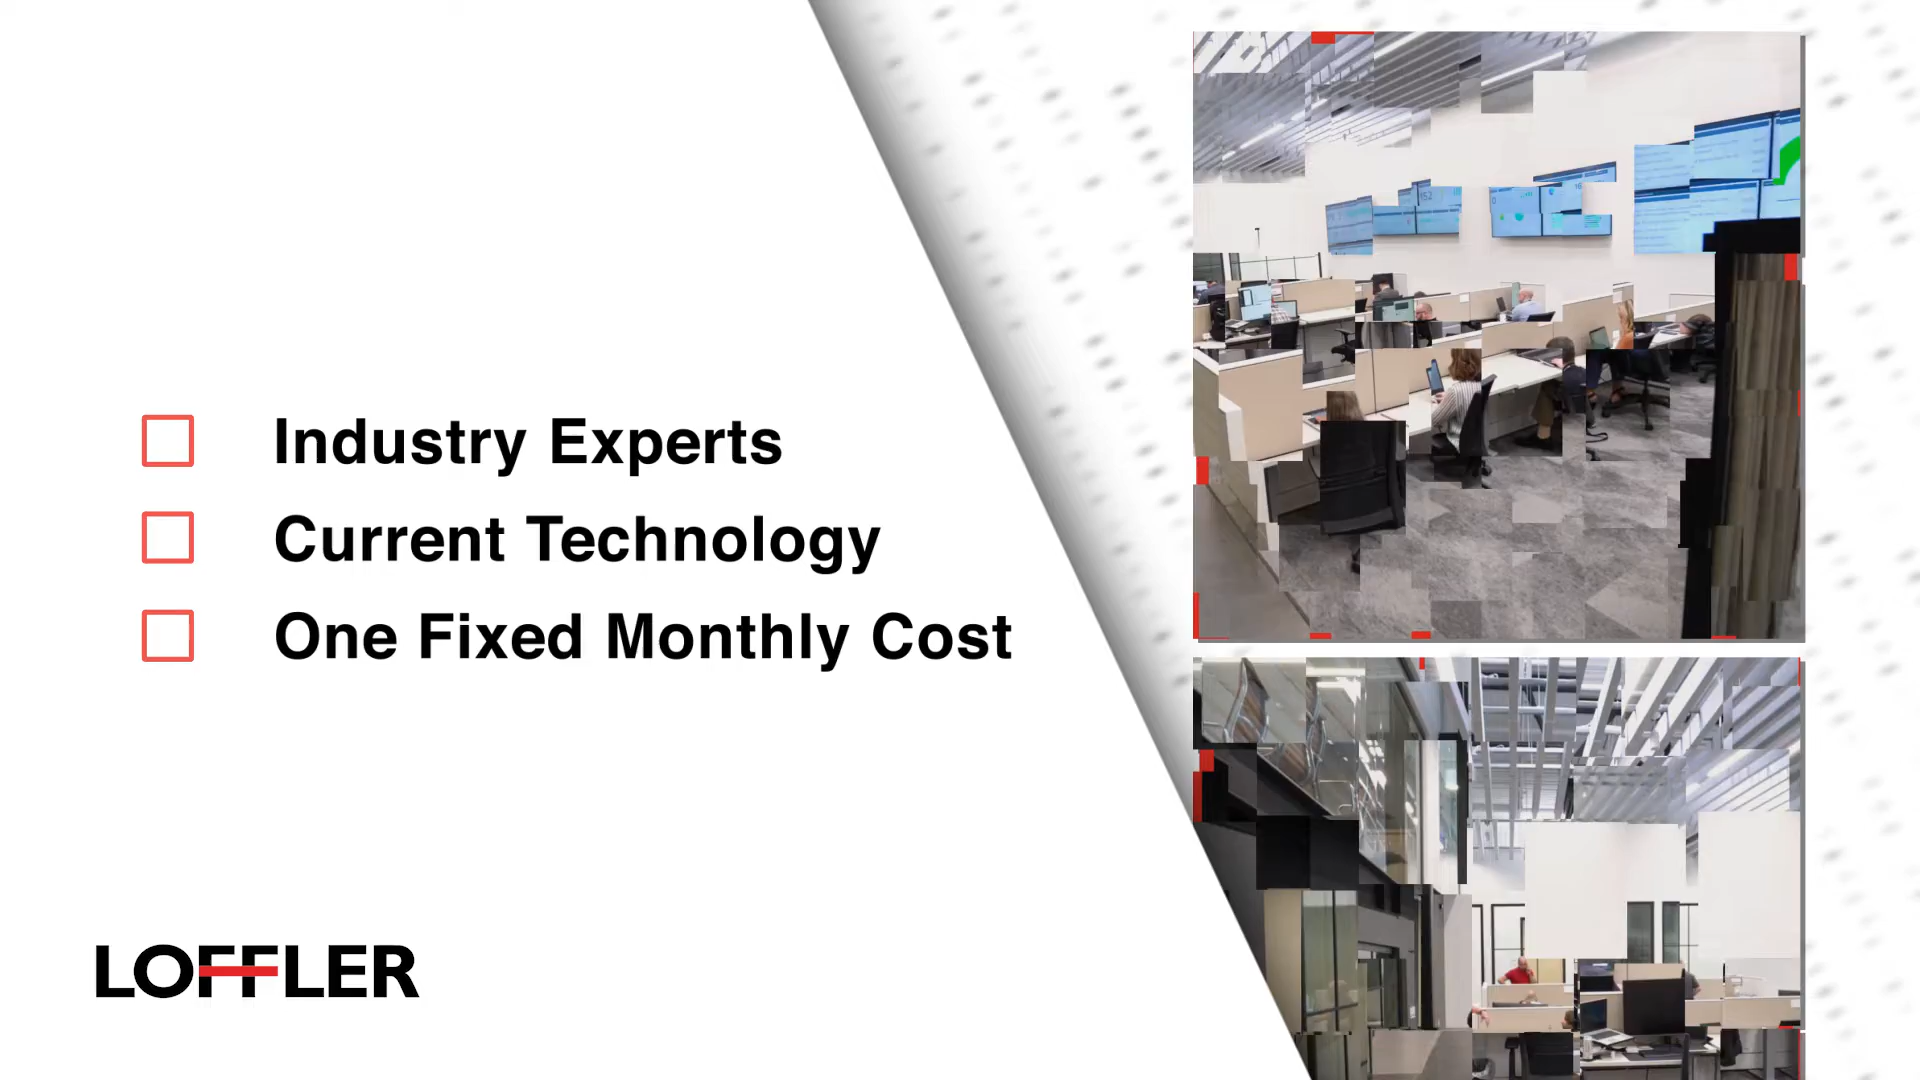 Industry Experts
Current Technology
One Fixed Monthly Cost
LOFFLER